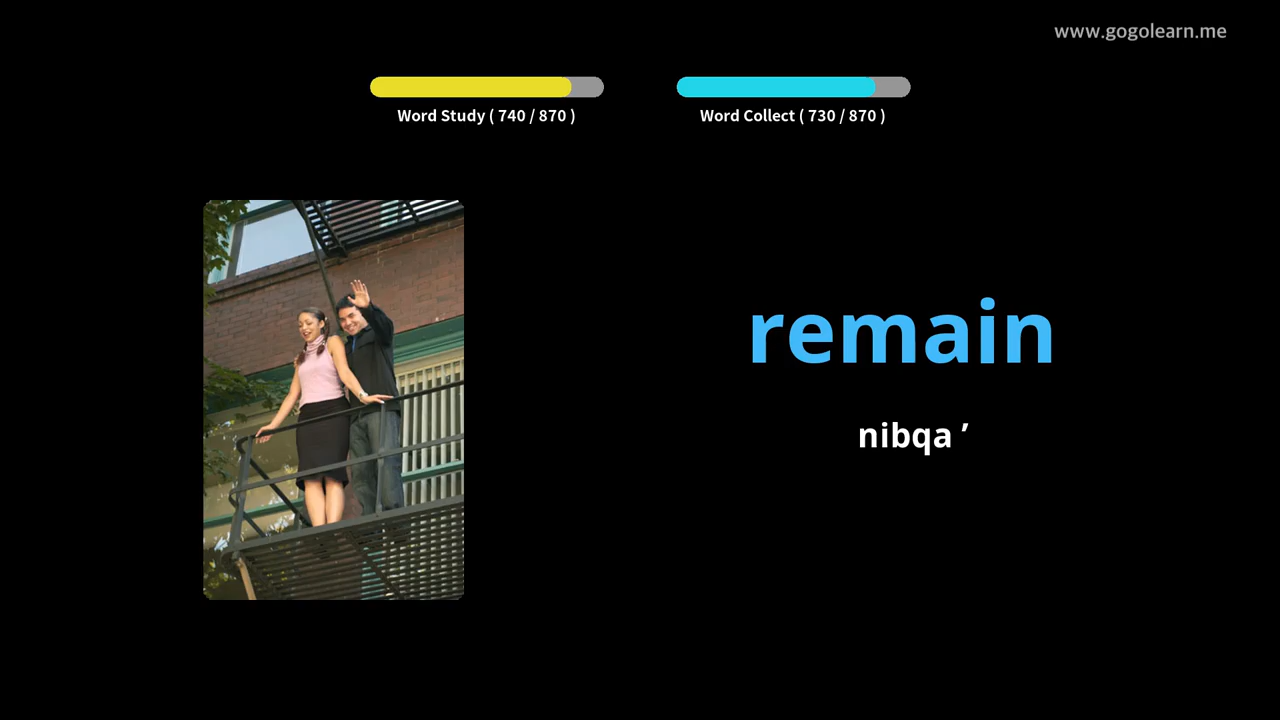 www.gogolearn.me
Word Study ( 740 / 870 )
Word Collect ( 730 / 870 )
remain
nibqa ’